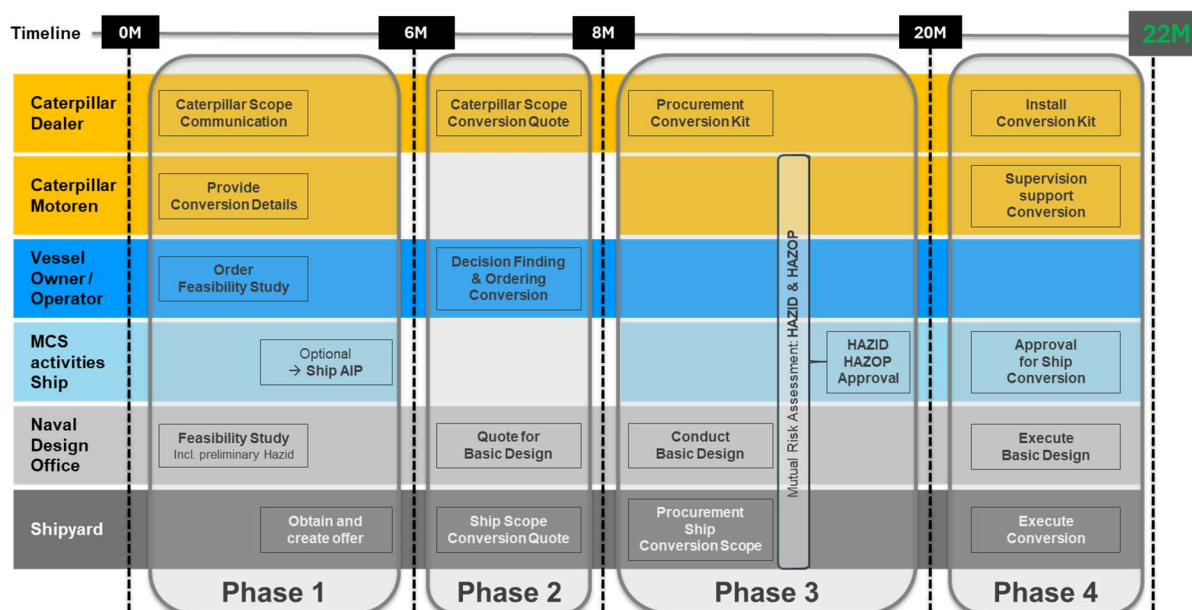 Timeline
0M
6M
8M
20M
22M
Caterpillar
Dealer
Caterpillar Scope
Communication
Caterpillar Scope
Conversion Quote
Procurement
Conversion Kit
Install
Conversion Kit
Caterpillar
Motoren
Provide
Conversion Details
Supervision
support
Conversion
Vessel
Owner /
Operator
Order
Feasibility Study
Decision Finding
& Ordering
Conversion
MCS
activities
Ship
Optional
→ Ship AIP
Mutual Risk Assessment: HAZID & HAZOP
HAZID
HAZOP
Approval
Approval
for Ship
Conversion
Naval
Design
Office
Feasibility Study
Incl. preliminary Hazid
Quote for
Basic Design
Conduct
Basic Design
Execute
Basic Design
Shipyard
Obtain and
create offer
Ship Scope
Conversion Quote
Procurement
Ship
Conversion Scope
Execute
Conversion
Phase 1
Phase 2
Phase 3
Phase 4